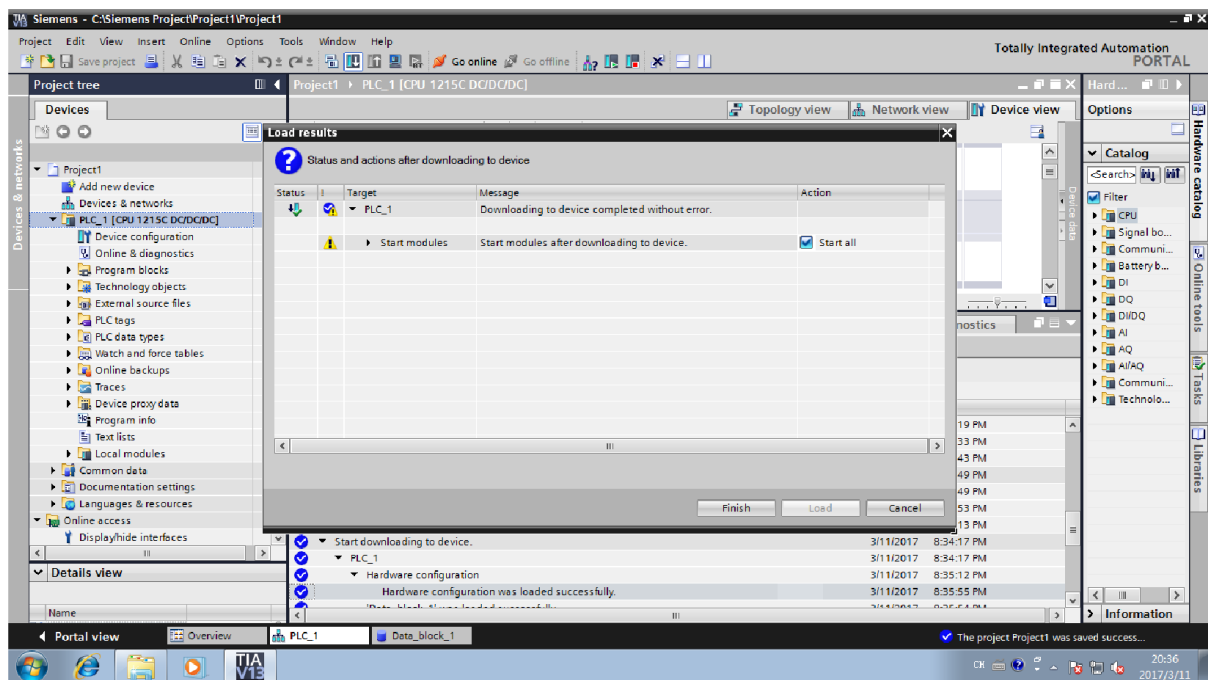 Siemens - C:\Siemens Project\Project1\Project1
Project Edit View Insert Online Options Tools Window Help
Totally Integrated Automation
PORTAL
Save project Go online Go offline
Project tree
Project1 PLC_1 [CPU 1215C DC/DC/DC]
Hard...
Devices
Topology view Network view Device view
Options
Load results
Status and actions after downloading to device
Catalog
<Search>
Filter
Status ! Target Message Action
PLC_1 Downloading to device completed without error.
Start modules Start modules after downloading to device. Start all
Finish Load Cancel
Project1
Add new device
Devices & networks
PLC_1 [CPU 1215C DC/DC/DC]
Device configuration
Online & diagnostics
Program blocks
Technology objects
External source files
PLC tags
PLC data types
Watch and force tables
Online backups
Traces
Device proxy data
Program info
Text lists
Local modules
Common data
Documentation settings
Languages & resources
Online access
Display/hide interfaces
Details view
Name
Devices & networks
Device data
CPU
Signal bo...
Communi...
Battery b...
DI
DQ
DI/DQ
AI
AQ
AI/AQ
Communi...
Technolo...
Hardware catalog
Online tools
Tasks
Libraries
Information
nostics
19 PM
33 PM
43 PM
49 PM
49 PM
53 PM
13 PM
Start downloading to device. 3/11/2017 8:34:17 PM
PLC_1 3/11/2017 8:34:17 PM
Hardware configuration 3/11/2017 8:35:12 PM
Hardware configuration was loaded successfully. 3/11/2017 8:35:55 PM
Portal view Overview PLC_1 Data_block_1
The project Project1 was saved success...
TIA
V13
CH
20:36
2017/3/11